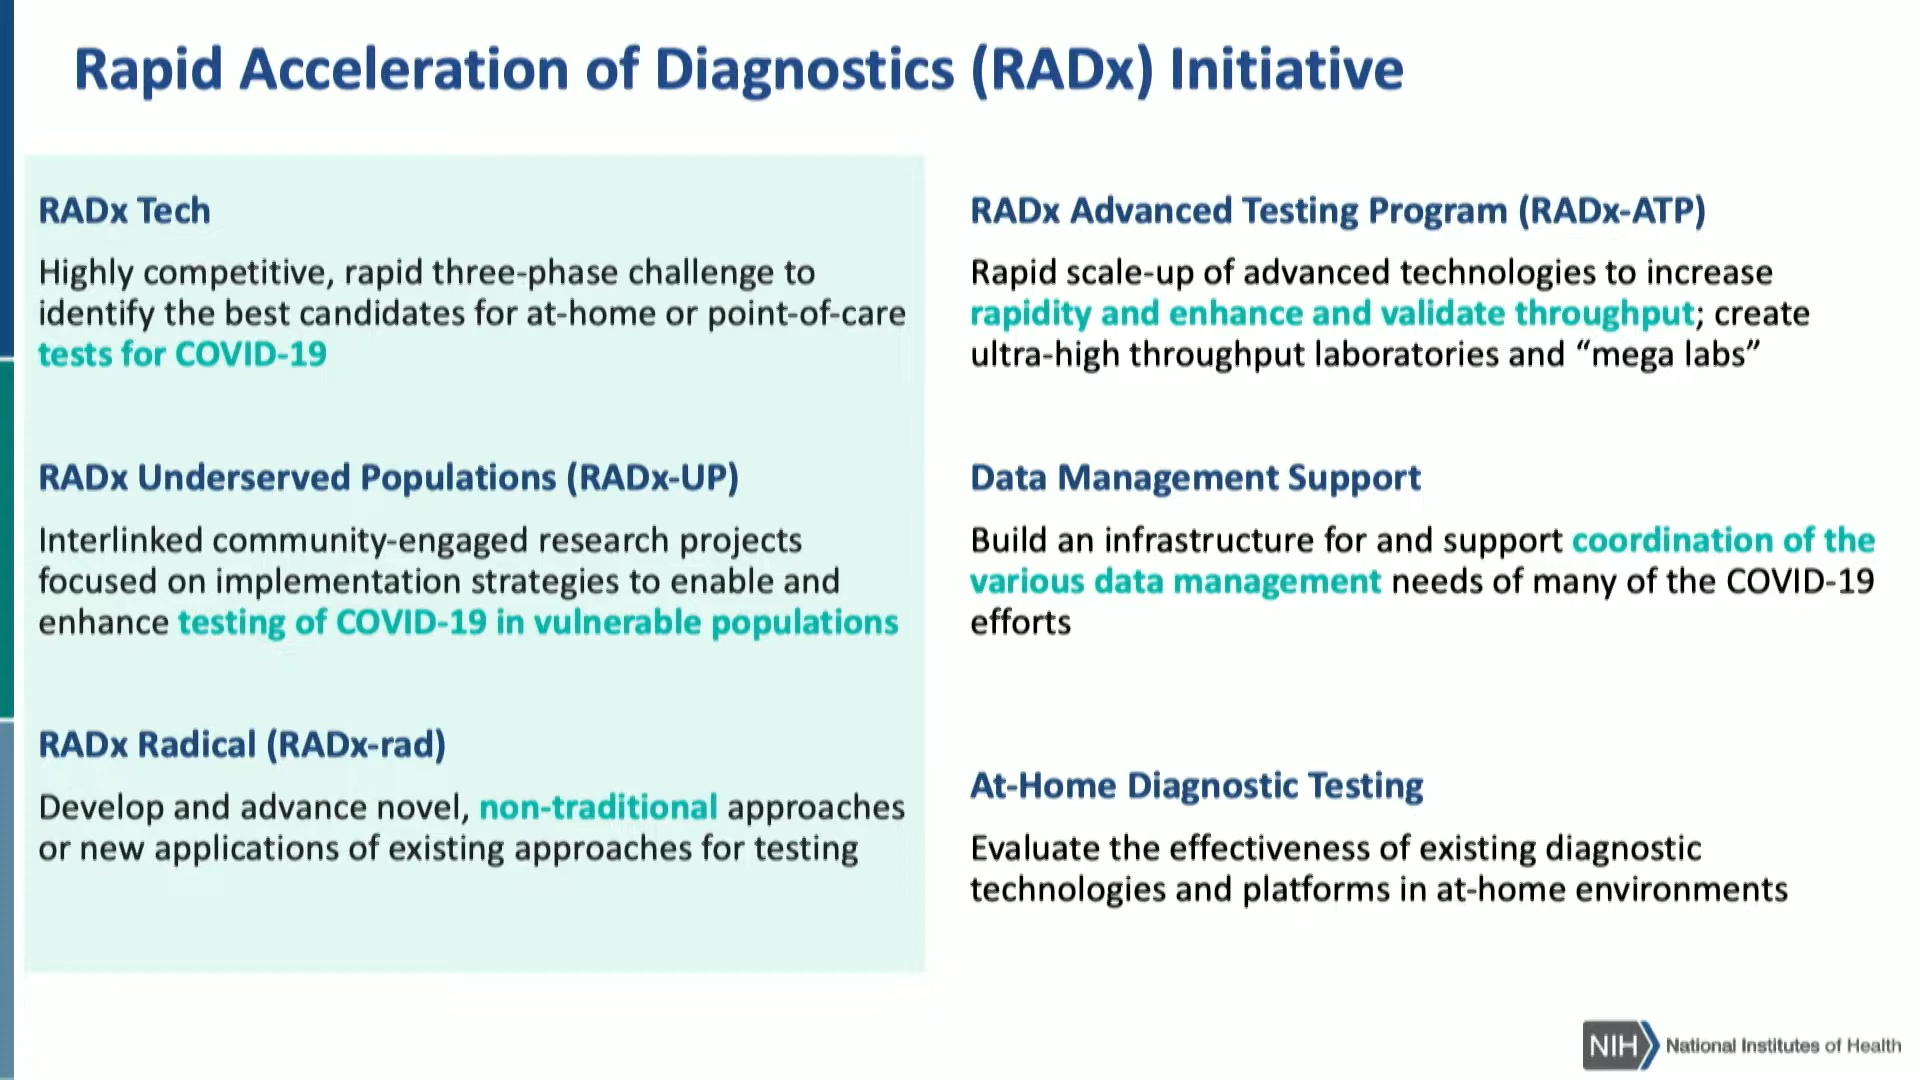 Rapid Acceleration of Diagnostics (RADx) Initiative
RADx Tech
Highly competitive, rapid three-phase challenge to
identify the best candidates for at-home or point-of-care
tests for COVID-19
RADx Underserved Populations (RADx-UP)
Interlinked community-engaged research projects
focused on implementation strategies to enable and
enhance testing of COVID-19 in vulnerable populations
RADx Radical (RADx-rad)
Develop and advance novel, non-traditional approaches
or new applications of existing approaches for testing
RADx Advanced Testing Program (RADx-ATP)
Rapid scale-up of advanced technologies to increase
rapidity and enhance and validate throughput; create
ultra-high throughput laboratories and “mega labs”
Data Management Support
Build an infrastructure for and support coordination of the
various data management needs of many of the COVID-19
efforts
At-Home Diagnostic Testing
Evaluate the effectiveness of existing diagnostic
technologies and platforms in at-home environments
NIH National Institutes of Health